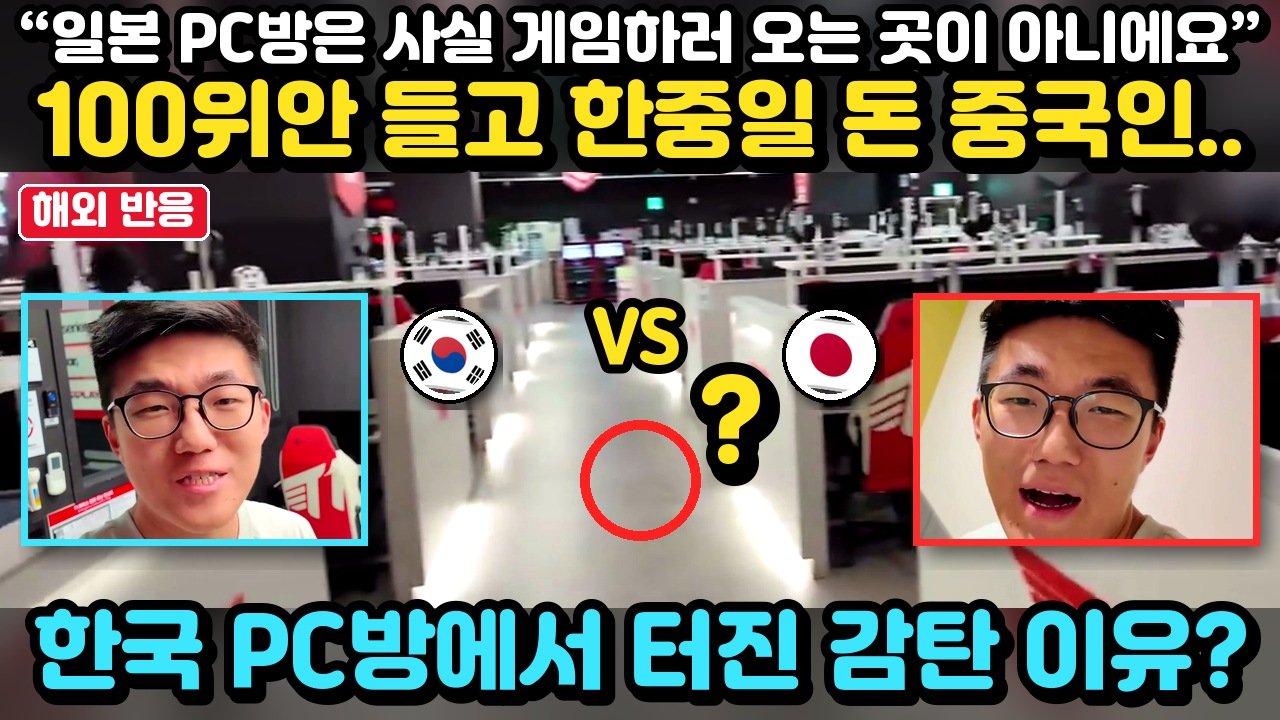 “일본 PC방은 사실 게임하러 오는 곳이 아니에요”
100위안 들고 한중일 돈 중국인..
해외 반응
VS
?
한국 PC방에서 터진 감탄 이유?